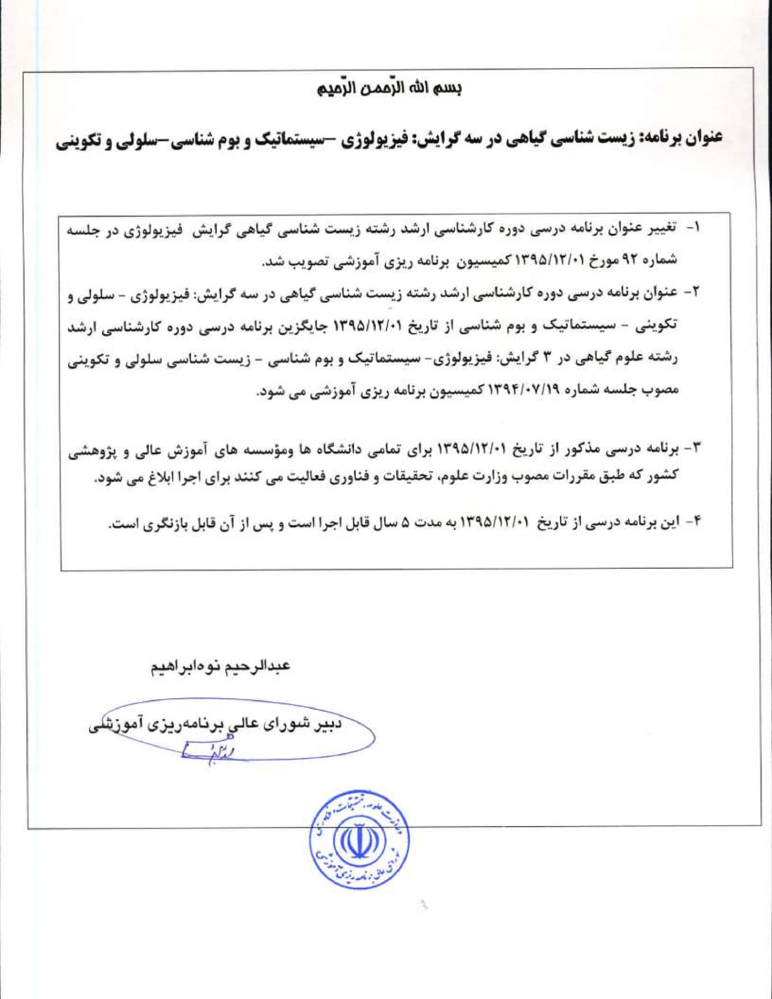 بسم الله الرّحمن الرّحیم
عنوان برنامه: زیست شناسی گیاهی در سه گرایش: فیزیولوژی –سیستماتیک و بوم شناسی–سلولی و تکوینی
۱- تغییر عنوان برنامه درسی دوره کارشناسی ارشد رشته زیست شناسی گیاهی گرایش فیزیولوژی در جلسه
شماره ۹۲ مورخ ۱۳۹۵/۱۲/۰۱ کمیسیون برنامه ریزی آموزشی تصویب شد.
۲- عنوان برنامه درسی دوره کارشناسی ارشد رشته زیست شناسی گیاهی در سه گرایش: فیزیولوژی - سلولی و
تکوینی - سیستماتیک و بوم شناسی از تاریخ ۱۳۹۵/۱۲/۰۱ جایگزین برنامه درسی دوره کارشناسی ارشد
رشته علوم گیاهی در ۳ گرایش: فیزیولوژی- سیستماتیک و بوم شناسی - زیست شناسی سلولی و تکوینی
مصوب جلسه شماره ۱۳۹۴/۰۷/۱۹ کمیسیون برنامه ریزی آموزشی می شود.
۳- برنامه درسی مذکور از تاریخ ۱۳۹۵/۱۲/۰۱ برای تمامی دانشگاه ها ومؤسسه های آموزش عالی و پژوهشی
کشور که طبق مقررات مصوب وزارت علوم، تحقیقات و فناوری فعالیت می کنند برای اجرا ابلاغ می شود.
۴- این برنامه درسی از تاریخ ۱۳۹۵/۱۲/۰۱ به مدت ۵ سال قابل اجرا است و پس از آن قابل بازنگری است.
عبدالرحیم نوه‌ابراهیم
دبیر شورای عالی برنامه‌ریزی آموزشی
وزارت علوم، تحقیقات و فناوری
شورای عالی برنامه ریزی آموزشی